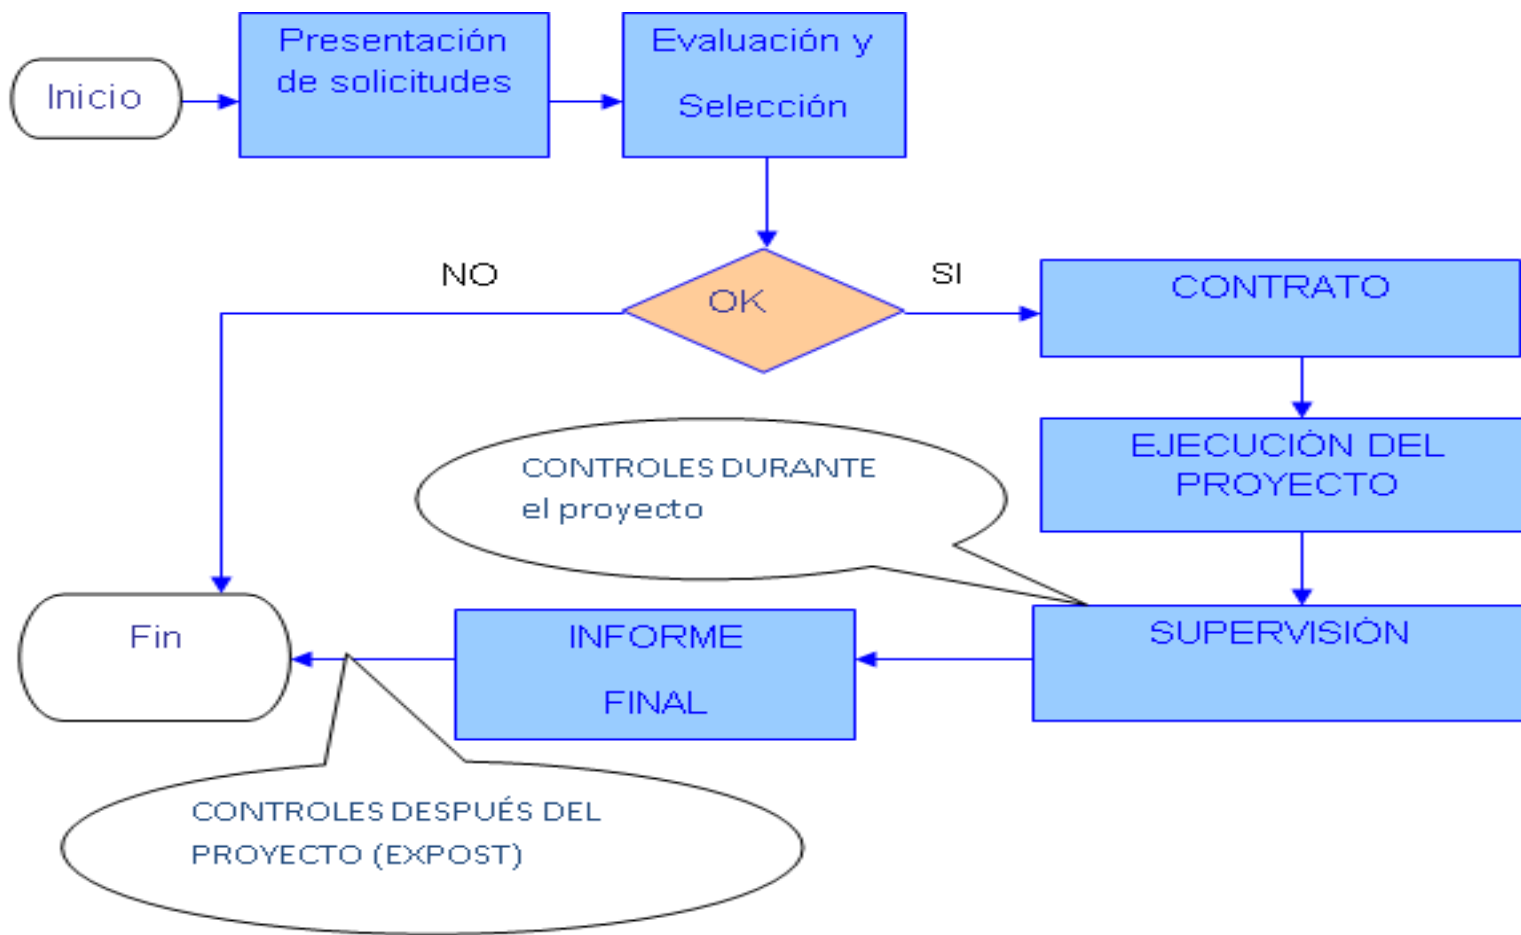 Inicio
Presentación
de solicitudes
Evaluación y
Selección
NO
OK
SI
CONTRATO
EJECUCIÓN DEL
PROYECTO
CONTROLES DURANTE
el proyecto
SUPERVISIÓN
INFORME
FINAL
Fin
CONTROLES DESPUÉS DEL
PROYECTO (EXPOST)